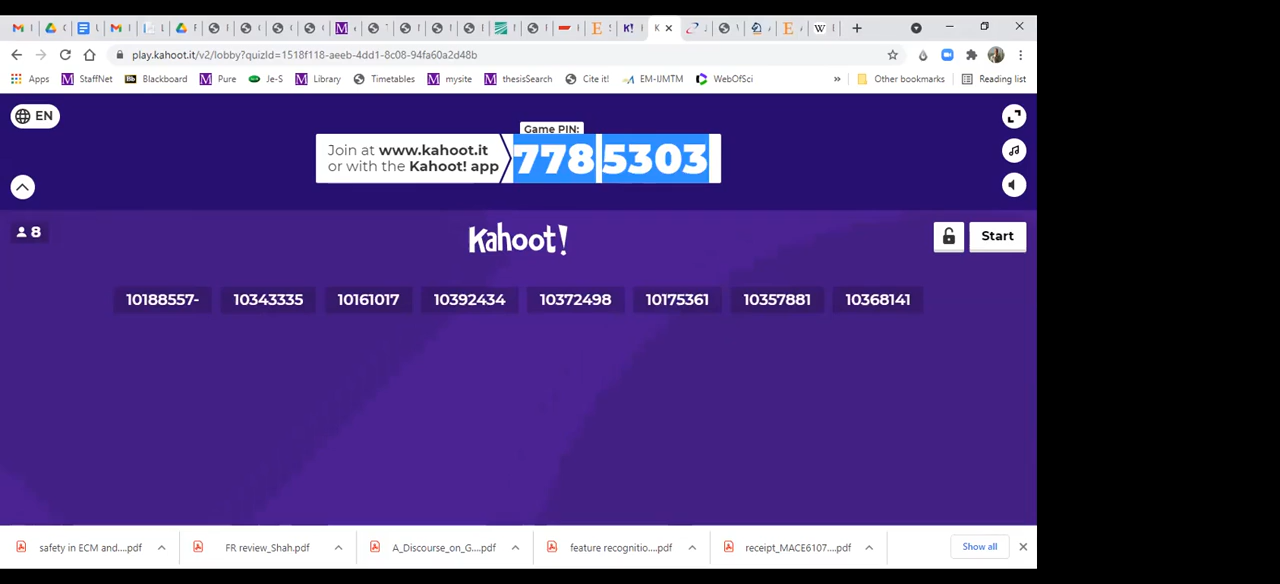 play.kahoot.it/v2/lobby?quizId=1518f118-aeeb-4dd1-8c08-94fa60a2d48b
Apps StaffNet Blackboard Pure Je-S Library Timetables mysite thesisSearch Cite it! EM-IJMTM WebOfSci » Other bookmarks Reading list
EN
Game PIN:
Join at www.kahoot.it
or with the Kahoot! app
778 5303
8
Kahoot!
Start
10188557- 10343335 10161017 10392434 10372498 10175361 10357881 10368141
safety in ECM and....pdf FR review_Shah.pdf A_Discourse_on_G....pdf feature recognitio....pdf receipt_MACE6107....pdf Show all